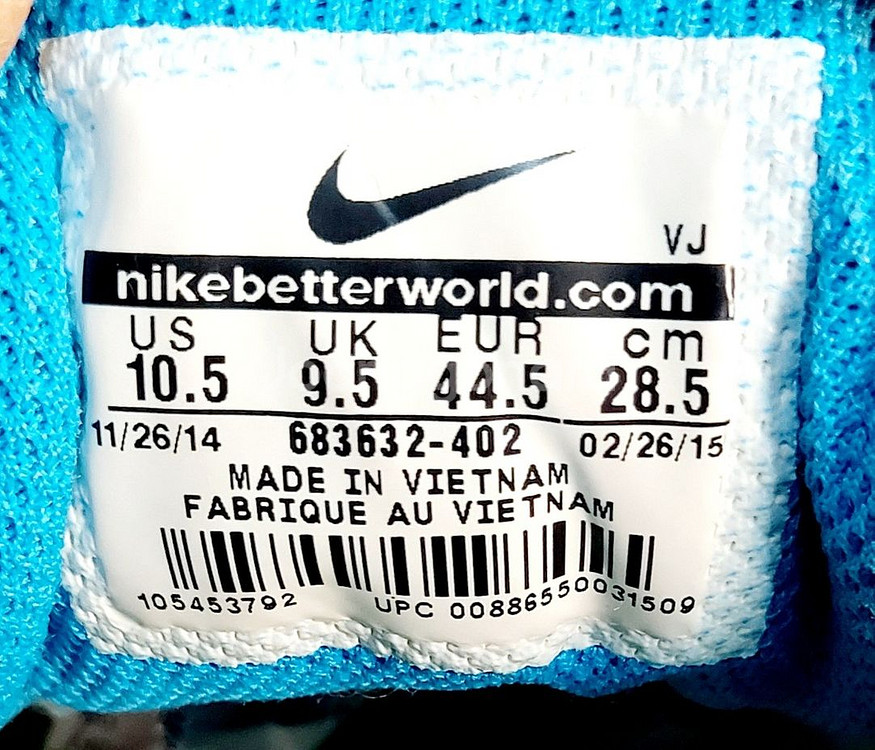 VJ
nikebetterworld.com
US UK EUR cm
10.5 9.5 44.5 28.5
11/26/14 683632-402 02/26/15
MADE IN VIETNAM
FABRIQUE AU VIETNAM
105453792 UPC 00886550031509